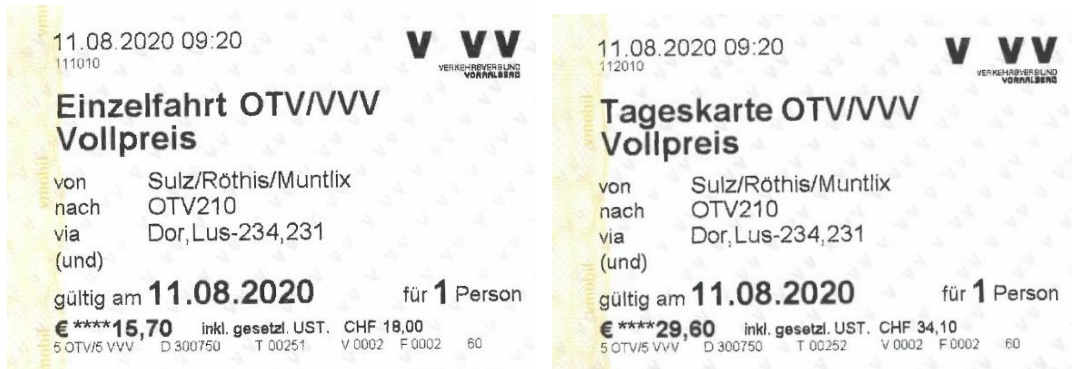 11.08.2020 09:20
111010
V VV
VERKEHRSVERBUND
VORARLBERG
Einzelfahrt OTV/VVV
Vollpreis
von Sulz/Röthis/Muntlix
nach OTV210
via Dor,Lus-234,231
(und)
gültig am 11.08.2020 für 1 Person
€ ****15,70 inkl. gesetzl. UST. CHF 18,00
5 OTV/5 VVV D 300750 T 00251 V 0002 F 0002 60
vmobil
11.08.2020 09:20
112010
V VV
VERKEHRSVERBUND
VORARLBERG
Tageskarte OTV/VVV
Vollpreis
von Sulz/Röthis/Muntlix
nach OTV210
via Dor,Lus-234,231
(und)
gültig am 11.08.2020 für 1 Person
€ ****29,60 inkl. gesetzl. UST. CHF 34,10
5 OTV/5 VVV D 300750 T 00252 V 0002 F 0002 60
vmobil